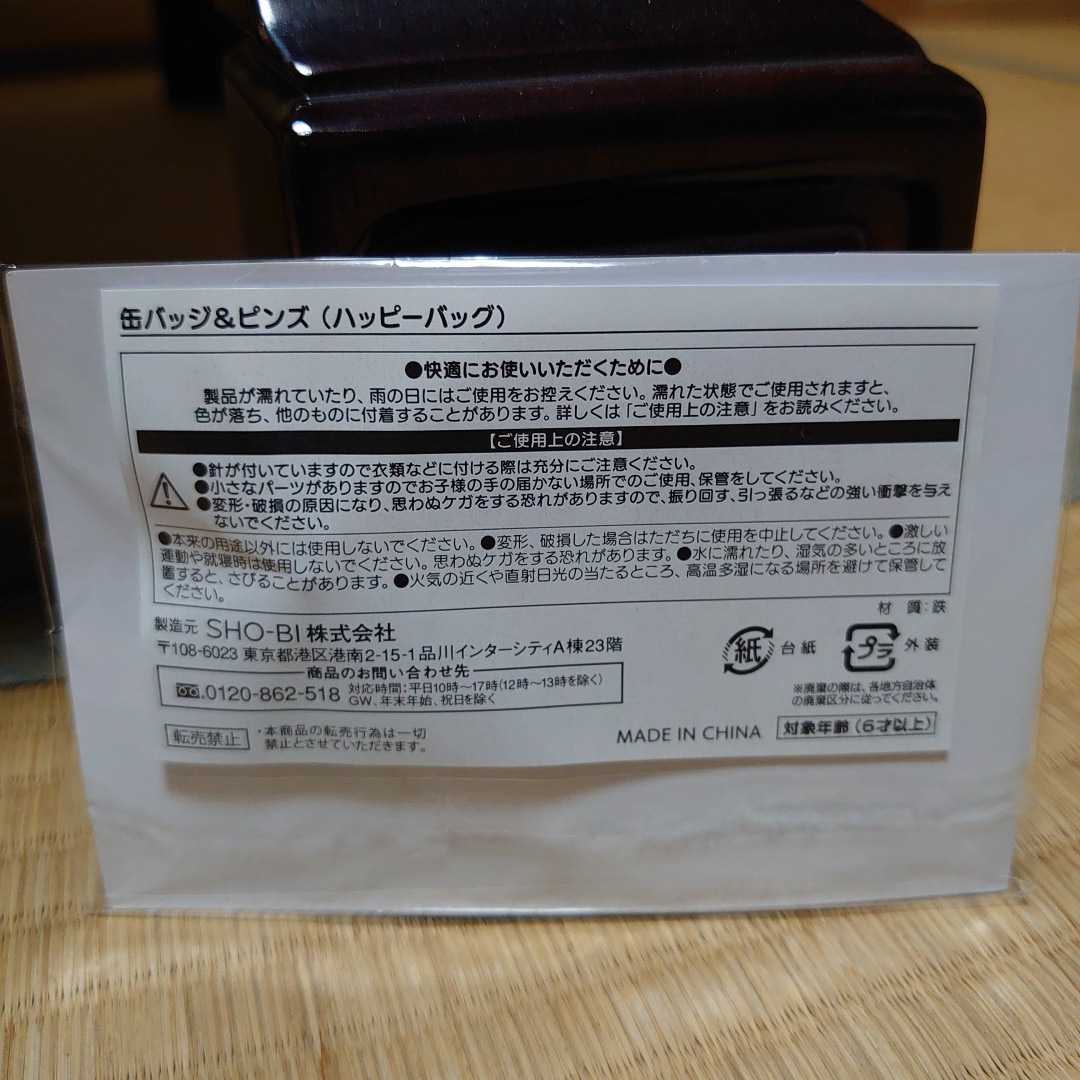 缶バッジ&ピンズ（ハッピーバッグ）
●快適にお使いいただくために●
製品が濡れていたり、雨の日にはご使用をお控えください。濡れた状態でご使用されますと、
色が落ち、他のものに付着することがあります。詳しくは「ご使用上の注意」をお読みください。
【ご使用上の注意】
●針が付いていますので衣類などに付ける際は充分にご注意ください。
●小さなパーツがありますのでお子様の手の届かない場所でのご使用、保管をしてください。
●変形・破損の原因になり、思わぬケガをする恐れがありますので、振り回す、引っ張るなどの強い衝撃を与え
ないでください。
●本来の用途以外には使用しないでください。●変形、破損した場合はただちに使用を中止してください。●激しい
運動や就寝時は使用しないでください。思わぬケガをする恐れがあります。●水に濡れたり、湿気の多いところに放
置すると、さびることがあります。●火気の近くや直射日光の当たるところ、高温多湿になる場所を避けて保管して
ください。
材 質：鉄
製造元 SHO-BI株式会社
〒108-6023 東京都港区港南2-15-1品川インターシティA棟23階
紙 台紙 プラ 外装
商品のお問い合わせ先
0120-862-518 対応時間：平日10時～17時(12時～13時を除く)
GW、年末年始、祝日を除く
※廃棄の際は、各地方自治体
の廃棄区分に従ってください。
転売禁止 ・本商品の転売行為は一切
禁止とさせていただきます。
MADE IN CHINA 対象年齢（6才以上）